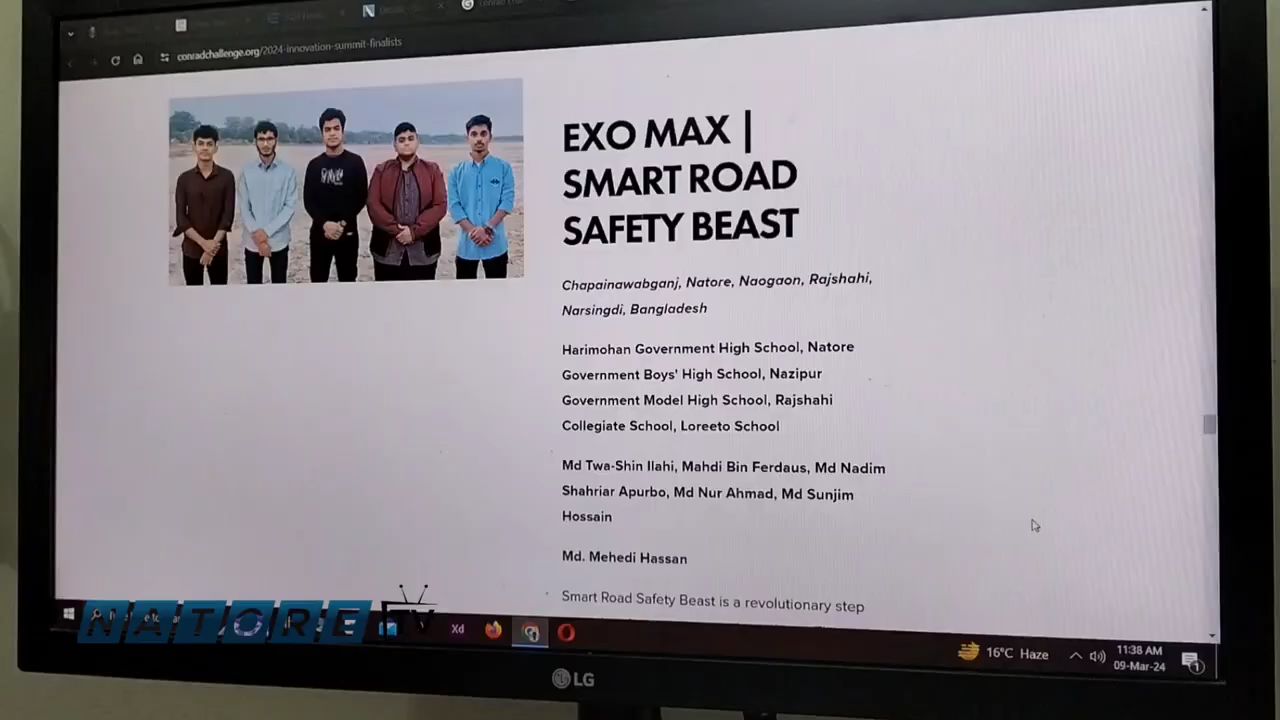 conradchallenge.org/2024-innovation-summit-finalists
EXO MAX |
SMART ROAD
SAFETY BEAST
Chapainawabganj, Natore, Naogaon, Rajshahi,
Narsingdi, Bangladesh
Harimohan Government High School, Natore
Government Boys' High School, Nazipur
Government Model High School, Rajshahi
Collegiate School, Loreeto School
Md Twa-Shin Ilahi, Mahdi Bin Ferdaus, Md Nadim
Shahriar Apurbo, Md Nur Ahmad, Md Sunjim
Hossain
Md. Mehedi Hassan
Smart Road Safety Beast is a revolutionary step
NATORE TV
Xd
16°C Haze
11:38 AM
09-Mar-24
1
LG